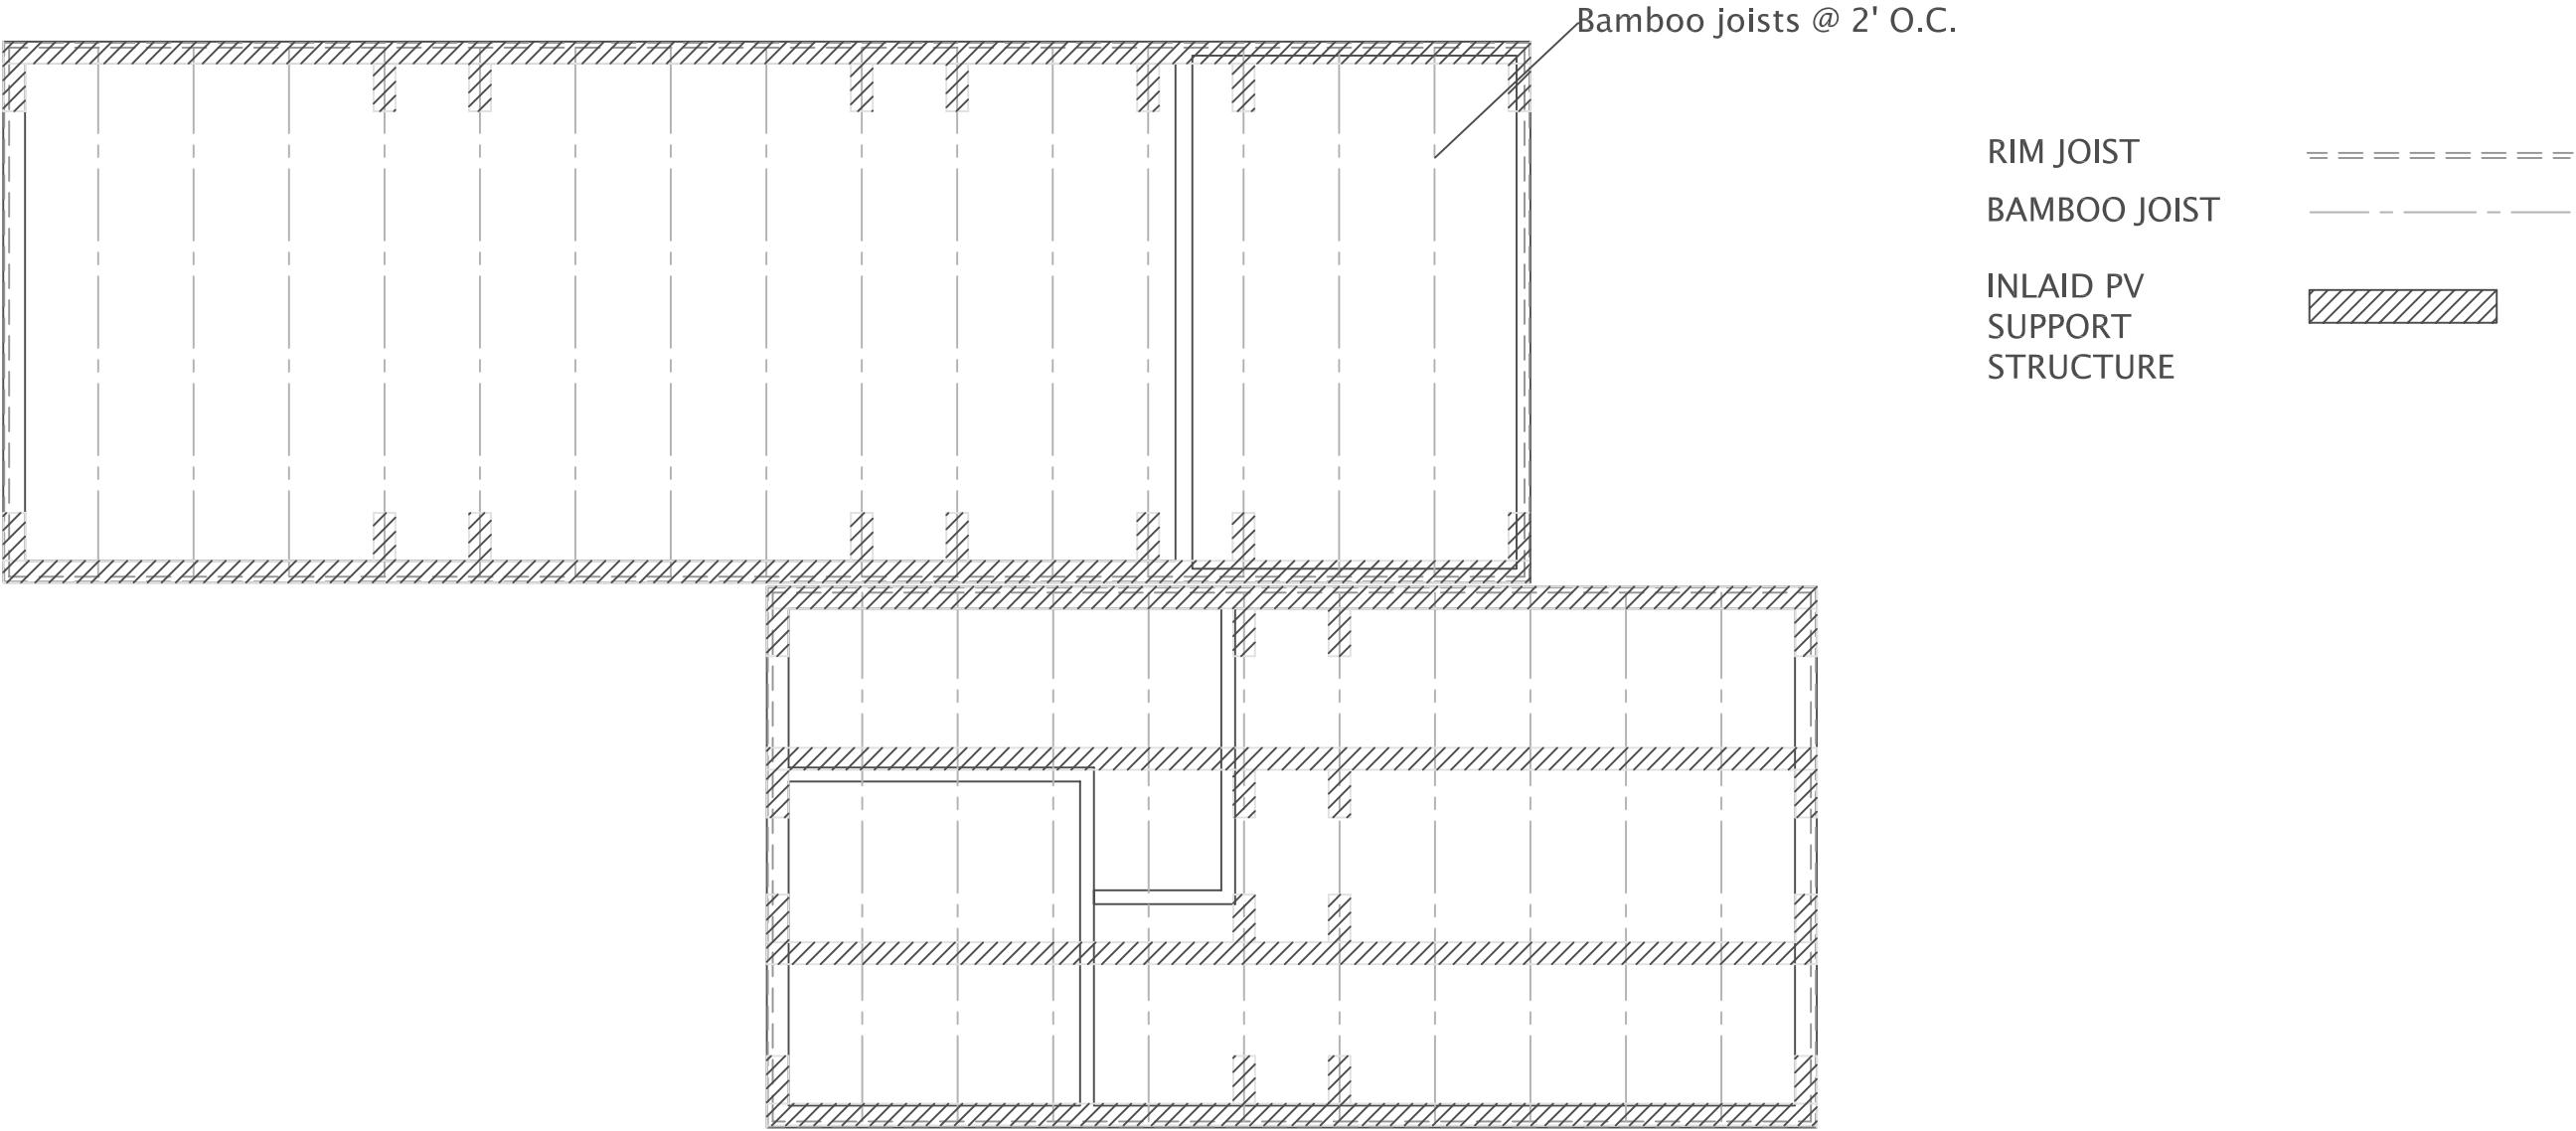 Bamboo joists @ 2' O.C.
RIM JOIST
BAMBOO JOIST
INLAID PV
SUPPORT
STRUCTURE